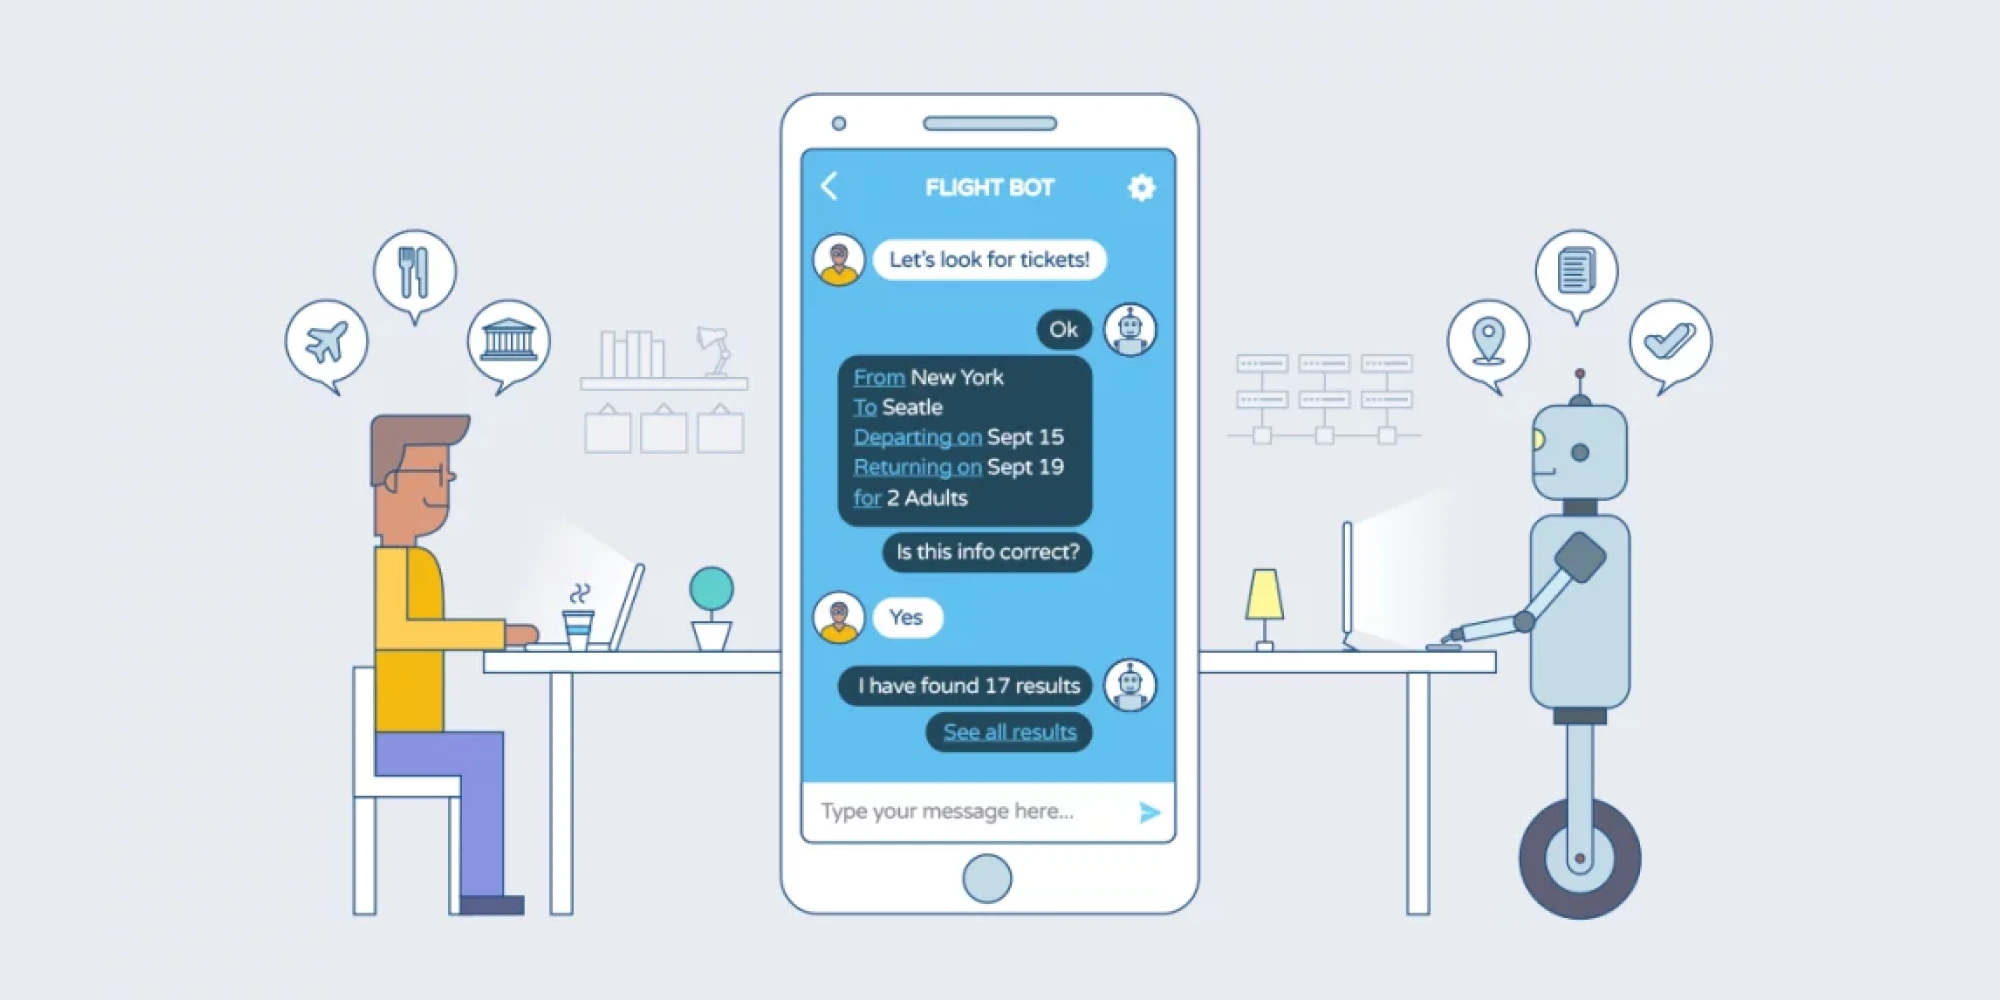 FLIGHT BOT
Let's look for tickets!
Ok
From New York
To Seatle
Departing on Sept 15
Returning on Sept 19
for 2 Adults
Is this info correct?
Yes
I have found 17 results
See all results
Type your message here...